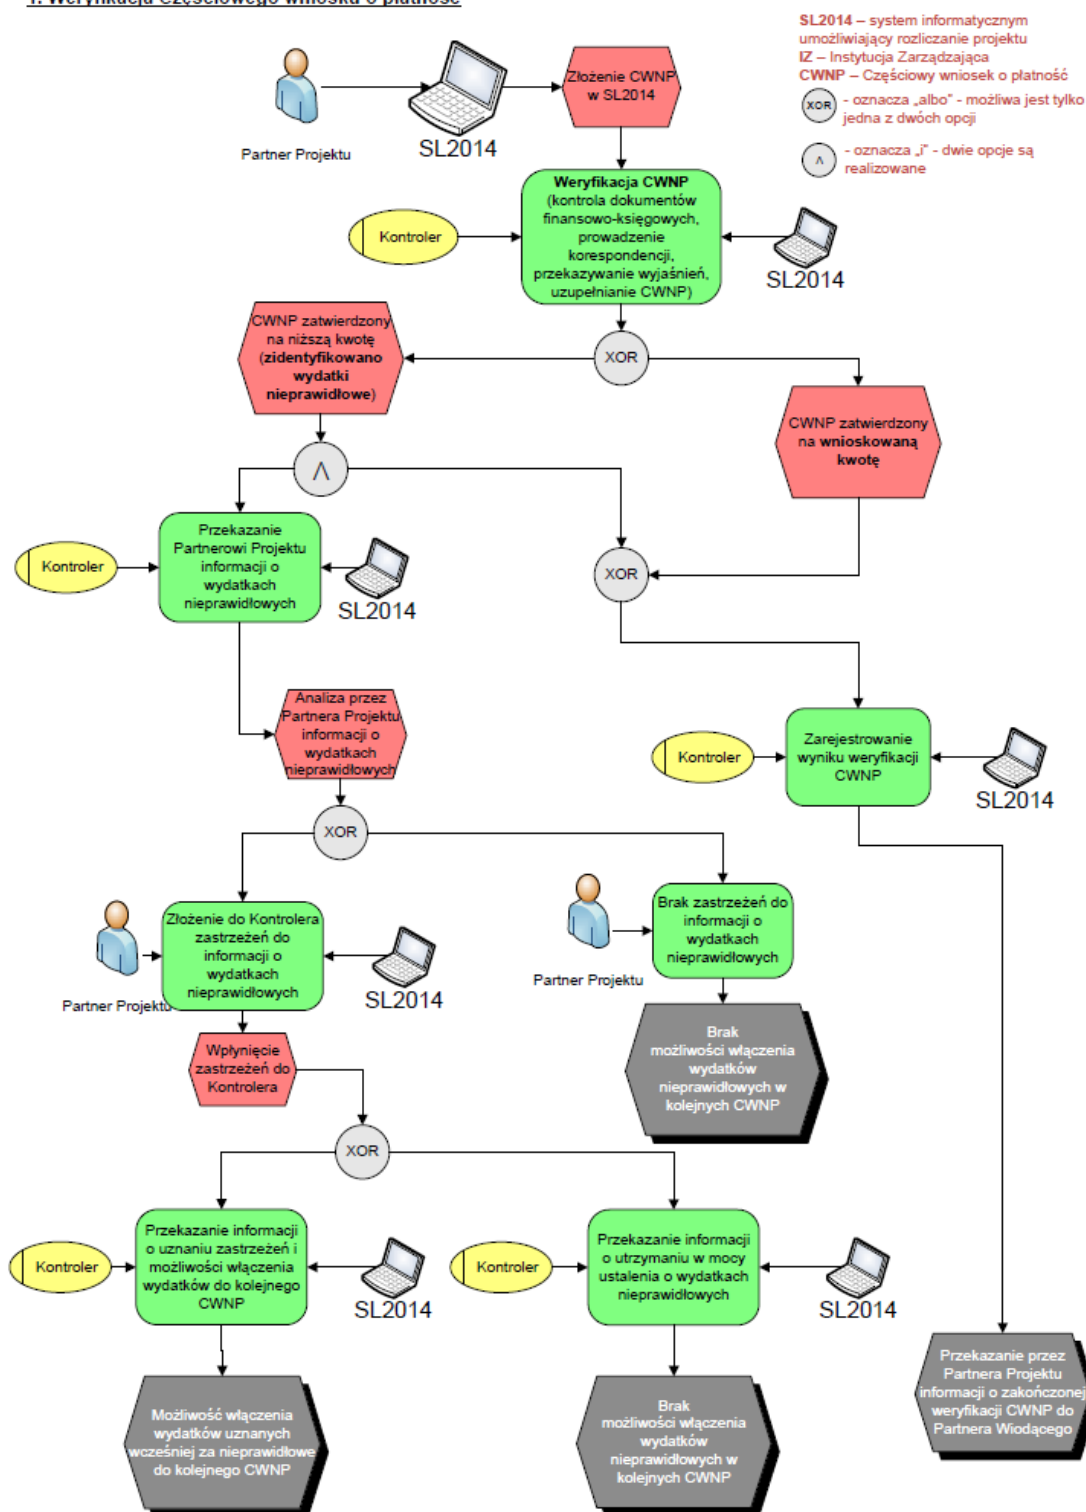 1. Weryfikacja Częściowego wniosku o płatność
SL2014 – system informatycznym
umożliwiający rozliczanie projektu
IZ – Instytucja Zarządzająca
CWNP – Częściowy wniosek o płatność
XOR
- oznacza „albo" - możliwa jest tylko
jedna z dwóch opcji
Λ
- oznacza „i" - dwie opcje są
realizowane
Partner Projektu
SL2014
Złożenie CWNP
w SL2014
Weryfikacja CWNP
(kontrola dokumentów
finansowo-księgowych,
prowadzenie
korespondencji,
przekazywanie wyjaśnień,
uzupełnianie CWNP)
Kontroler
SL2014
XOR
CWNP zatwierdzony
na niższą kwotę
(zidentyfikowano
wydatki
nieprawidłowe)
CWNP zatwierdzony
na wnioskowaną
kwotę
Λ
Przekazanie
Partnerowi Projektu
informacji o
wydatkach
nieprawidłowych
Kontroler
SL2014
XOR
Analiza przez
Partnera Projektu
informacji o
wydatkach
nieprawidłowych
Kontroler
Zarejestrowanie
wyniku weryfikacji
CWNP
SL2014
XOR
Partner Projektu
Złożenie do Kontrolera
zastrzeżeń do
informacji o
wydatkach
nieprawidłowych
SL2014
Partner Projektu
Brak zastrzeżeń do
informacji o
wydatkach
nieprawidłowych
Wpłynięcie
zastrzeżeń do
Kontrolera
Brak
możliwości włączenia
wydatków
nieprawidłowych w
kolejnych CWNP
XOR
Kontroler
Przekazanie informacji
o uznaniu zastrzeżeń i
możliwości włączenia
wydatków do kolejnego
CWNP
SL2014
Kontroler
Przekazanie informacji
o utrzymaniu w mocy
ustalenia o wydatkach
nieprawidłowych
SL2014
Przekazanie przez
Partnera Projektu
informacji o zakończonej
weryfikacji CWNP do
Partnera Wiodącego
Możliwość włączenia
wydatków uznanych
wcześniej za nieprawidłowe
do kolejnego CWNP
Brak
możliwości włączenia
wydatków
nieprawidłowych w
kolejnych CWNP